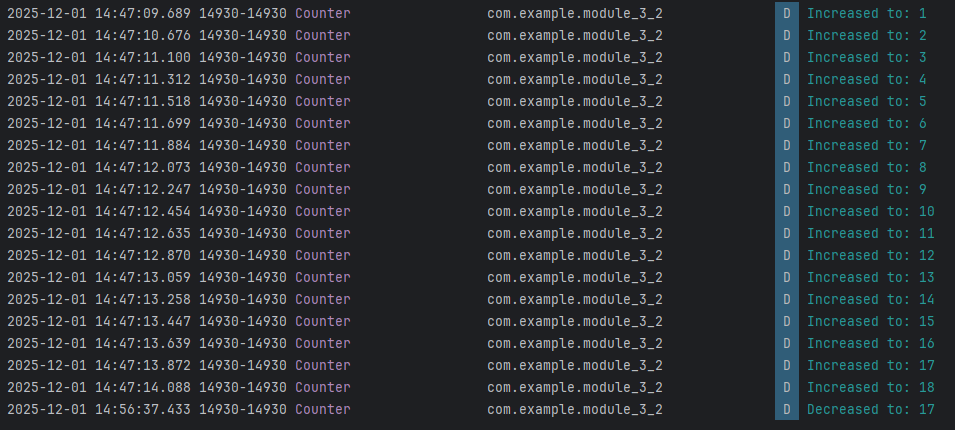 2025-12-01 14:47:09.689 14930-14930 Counter com.example.module_3_2 D Increased to: 1
2025-12-01 14:47:10.676 14930-14930 Counter com.example.module_3_2 D Increased to: 2
2025-12-01 14:47:11.100 14930-14930 Counter com.example.module_3_2 D Increased to: 3
2025-12-01 14:47:11.312 14930-14930 Counter com.example.module_3_2 D Increased to: 4
2025-12-01 14:47:11.518 14930-14930 Counter com.example.module_3_2 D Increased to: 5
2025-12-01 14:47:11.699 14930-14930 Counter com.example.module_3_2 D Increased to: 6
2025-12-01 14:47:11.884 14930-14930 Counter com.example.module_3_2 D Increased to: 7
2025-12-01 14:47:12.073 14930-14930 Counter com.example.module_3_2 D Increased to: 8
2025-12-01 14:47:12.247 14930-14930 Counter com.example.module_3_2 D Increased to: 9
2025-12-01 14:47:12.454 14930-14930 Counter com.example.module_3_2 D Increased to: 10
2025-12-01 14:47:12.635 14930-14930 Counter com.example.module_3_2 D Increased to: 11
2025-12-01 14:47:12.870 14930-14930 Counter com.example.module_3_2 D Increased to: 12
2025-12-01 14:47:13.059 14930-14930 Counter com.example.module_3_2 D Increased to: 13
2025-12-01 14:47:13.258 14930-14930 Counter com.example.module_3_2 D Increased to: 14
2025-12-01 14:47:13.447 14930-14930 Counter com.example.module_3_2 D Increased to: 15
2025-12-01 14:47:13.639 14930-14930 Counter com.example.module_3_2 D Increased to: 16
2025-12-01 14:47:13.872 14930-14930 Counter com.example.module_3_2 D Increased to: 17
2025-12-01 14:47:14.088 14930-14930 Counter com.example.module_3_2 D Increased to: 18
2025-12-01 14:56:37.433 14930-14930 Counter com.example.module_3_2 D Decreased to: 17